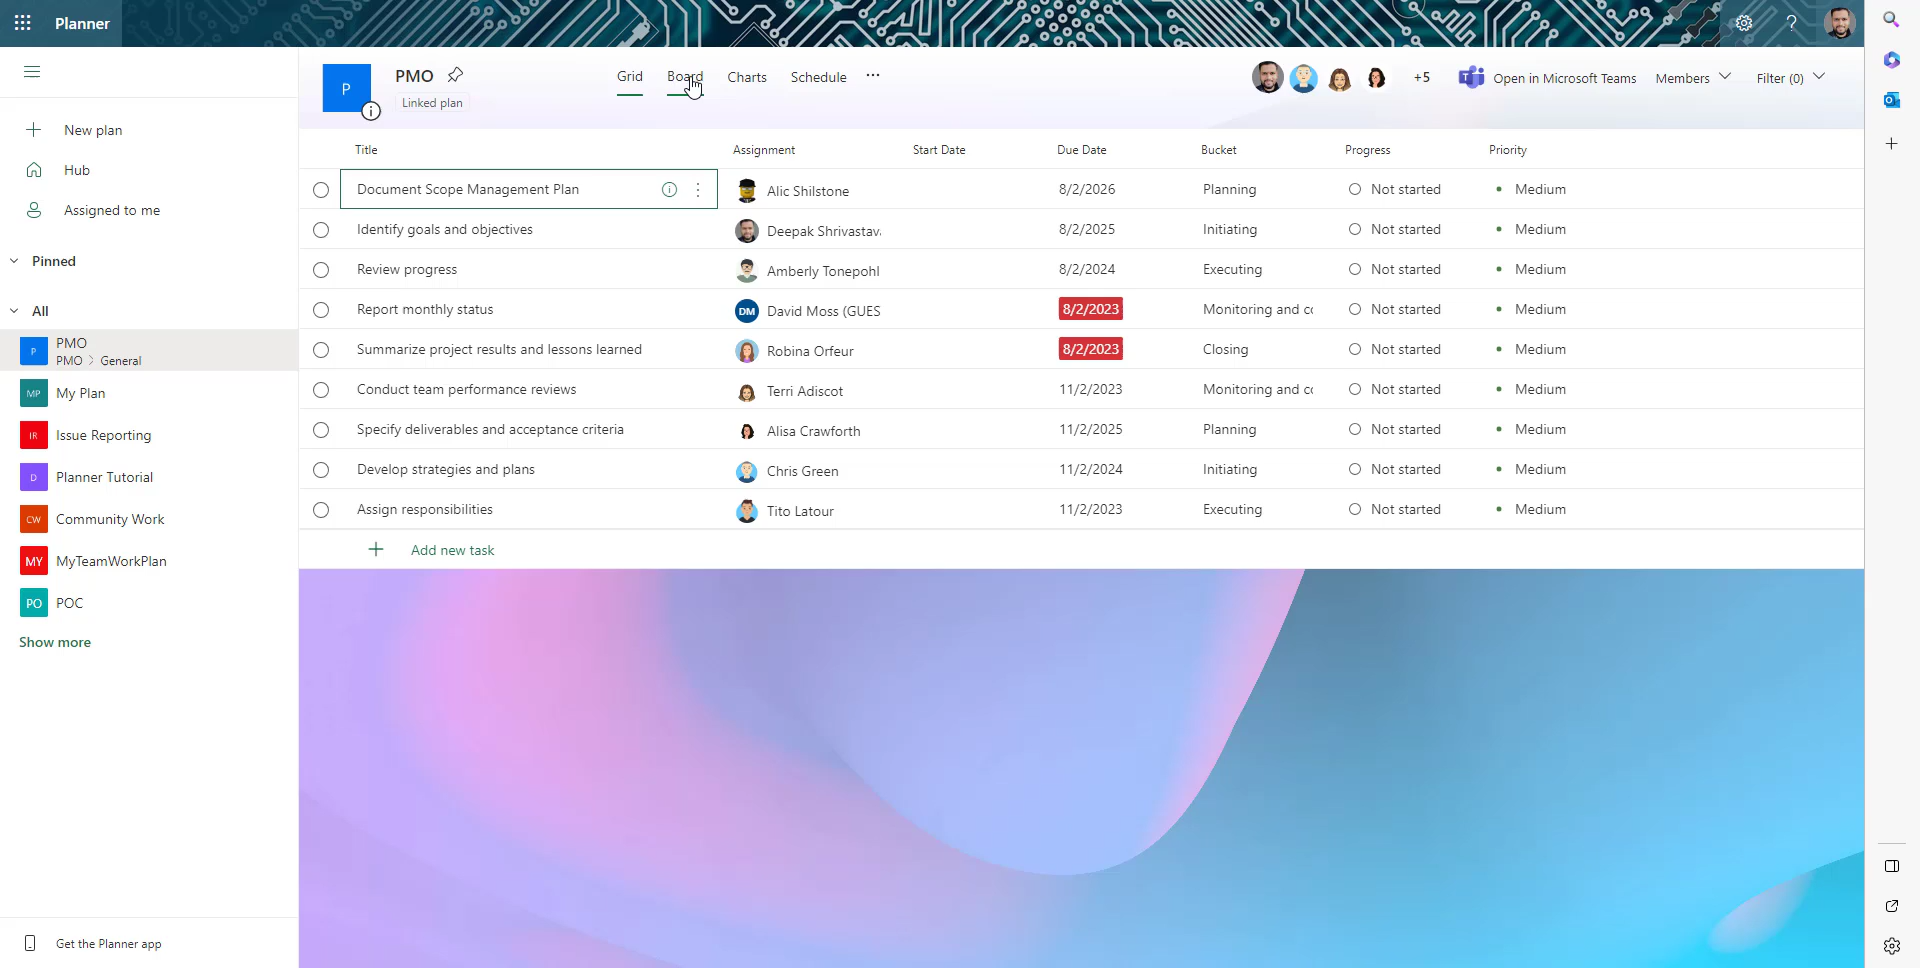 Planner
?
P
PMO
Linked plan
Grid
Board
Charts
Schedule
+5
Open in Microsoft Teams
Members
Filter (0)
New plan
Hub
Assigned to me
Pinned
All
P
PMO
PMO > General
MP
My Plan
IR
Issue Reporting
D
Planner Tutorial
CW
Community Work
MY
MyTeamWorkPlan
PO
POC
Show more
Get the Planner app
Title Assignment Start Date Due Date Bucket Progress Priority
Document Scope Management Plan Alic Shilstone 8/2/2026 Planning Not started Medium
Identify goals and objectives Deepak Shrivastav 8/2/2025 Initiating Not started Medium
Review progress Amberly Tonepohl 8/2/2024 Executing Not started Medium
Report monthly status DM David Moss (GUES 8/2/2023 Monitoring and co Not started Medium
Summarize project results and lessons learned Robina Orfeur 8/2/2023 Closing Not started Medium
Conduct team performance reviews Terri Adiscot 11/2/2023 Monitoring and co Not started Medium
Specify deliverables and acceptance criteria Alisa Crawforth 11/2/2025 Planning Not started Medium
Develop strategies and plans Chris Green 11/2/2024 Initiating Not started Medium
Assign responsibilities Tito Latour 11/2/2023 Executing Not started Medium
Add new task